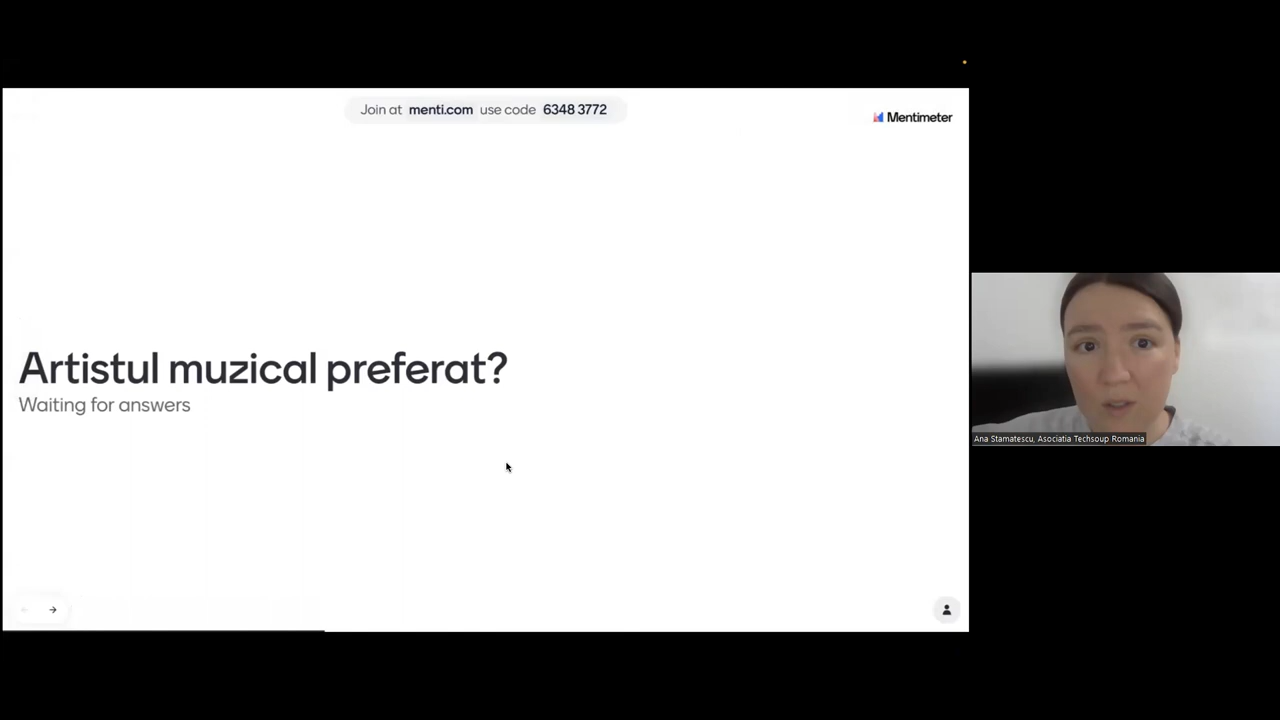 Join at menti.com use code 6348 3772
Mentimeter
Artistul muzical preferat?
Waiting for answers
Ana Stamatescu, Asociatia Techsoup Romania